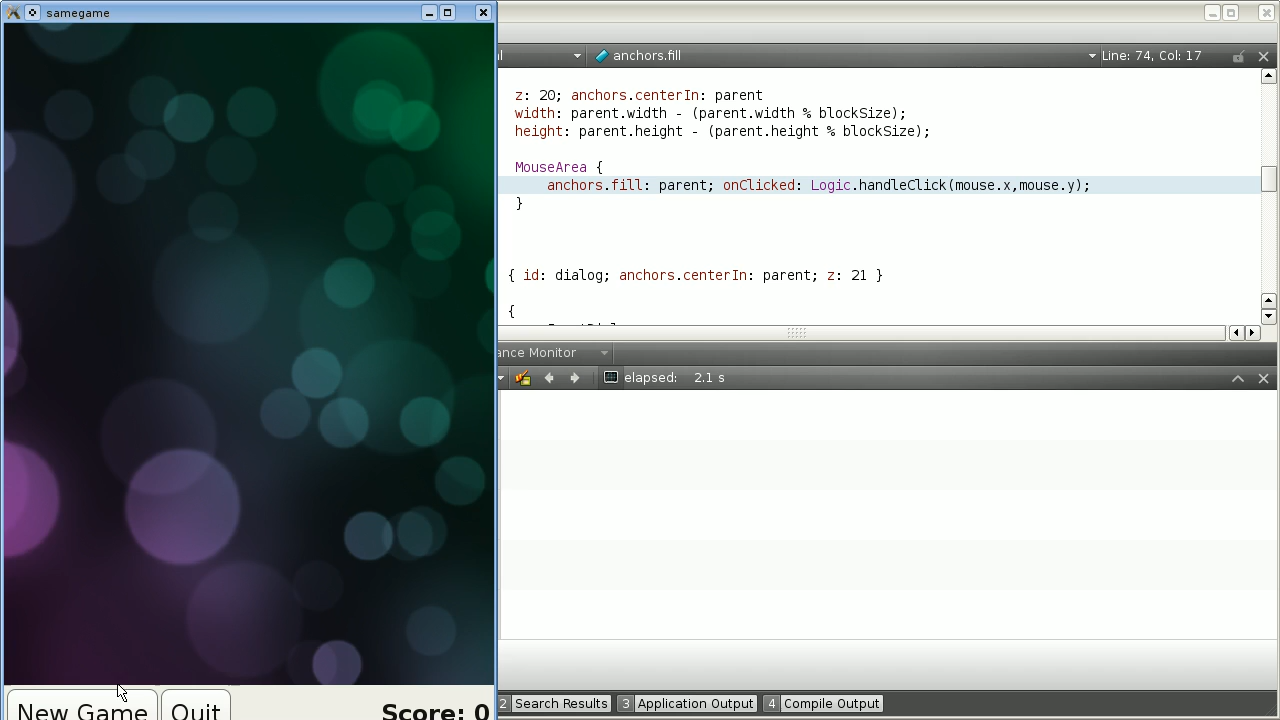 samegame
anchors.fill
Line: 74, Col: 17
z: 20; anchors.centerIn: parent
width: parent.width - (parent.width % blockSize);
height: parent.height - (parent.height % blockSize);
MouseArea {
anchors.fill: parent; onClicked: Logic.handleClick(mouse.x,mouse.y);
}
{ id: dialog; anchors.centerIn: parent; z: 21 }
{
ance Monitor
elapsed: 2.1 s
2 Search Results
3 Application Output
4 Compile Output
New Game
Quit
Score: 0